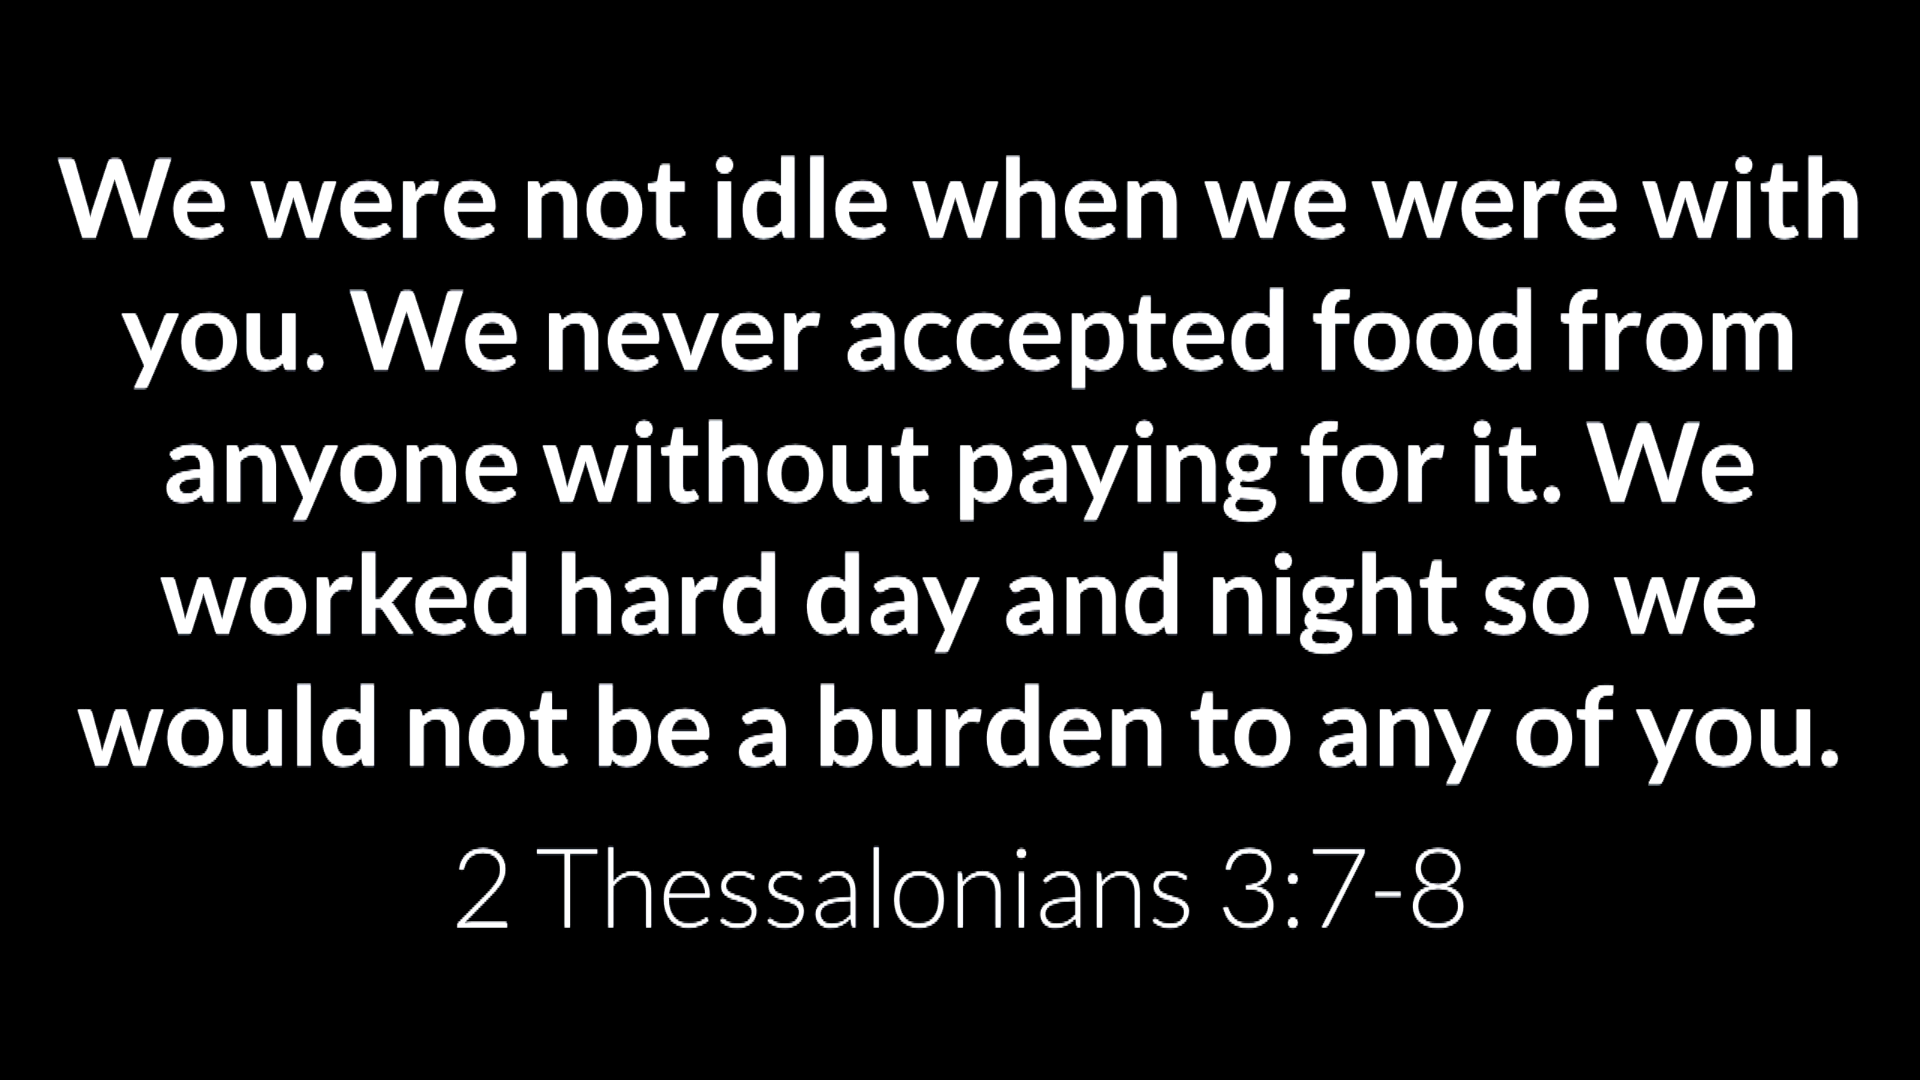 We were not idle when we were with
you. We never accepted food from
anyone without paying for it. We
worked hard day and night so we
would not be a burden to any of you.
2 Thessalonians 3:7-8